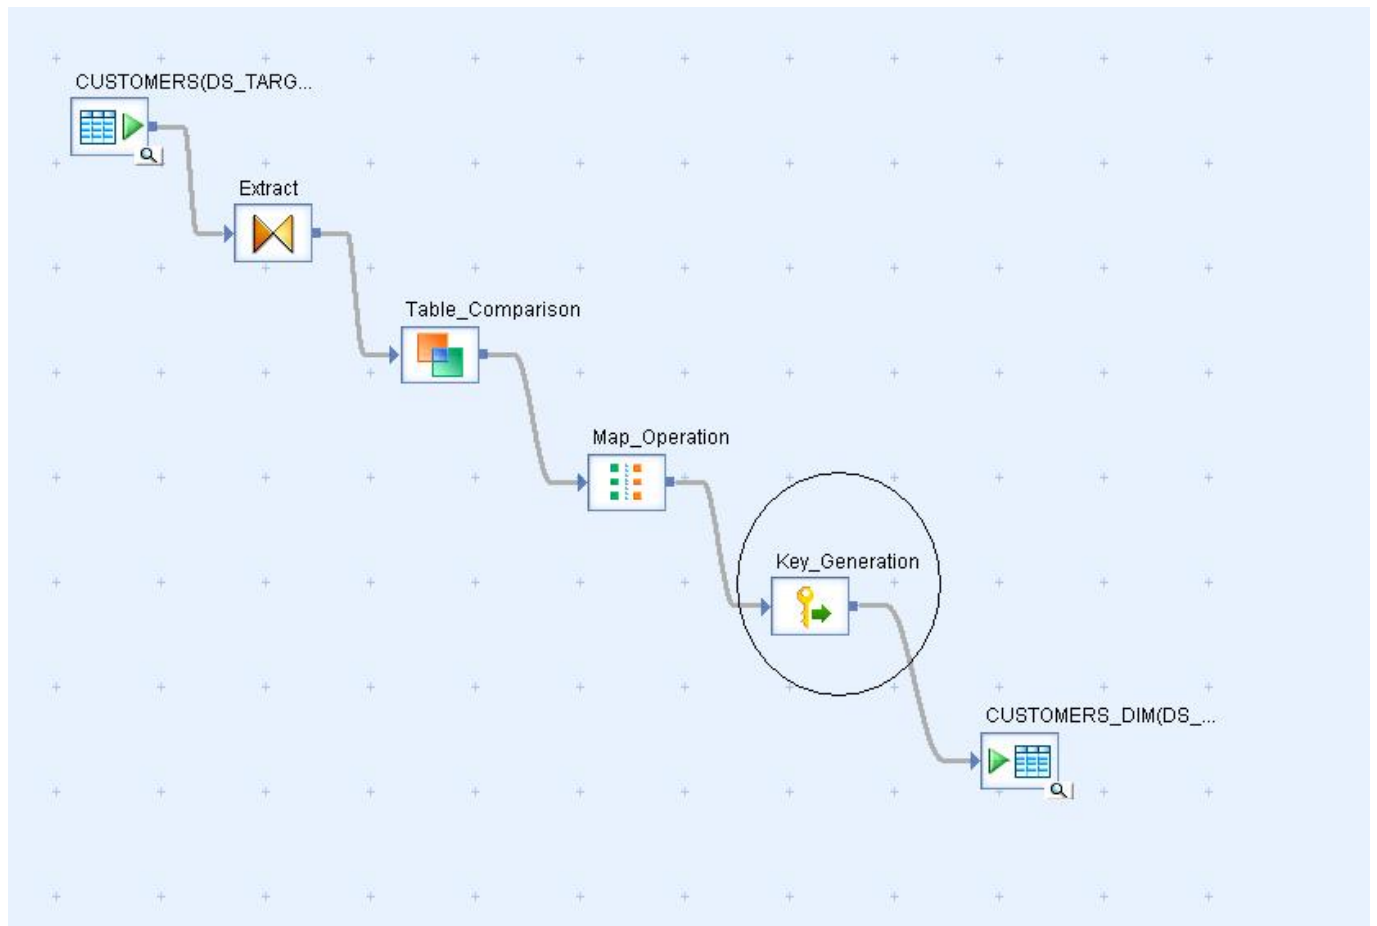 CUSTOMERS(DS_TARG...
Extract
Table_Comparison
Map_Operation
Key_Generation
CUSTOMERS_DIM(DS_...